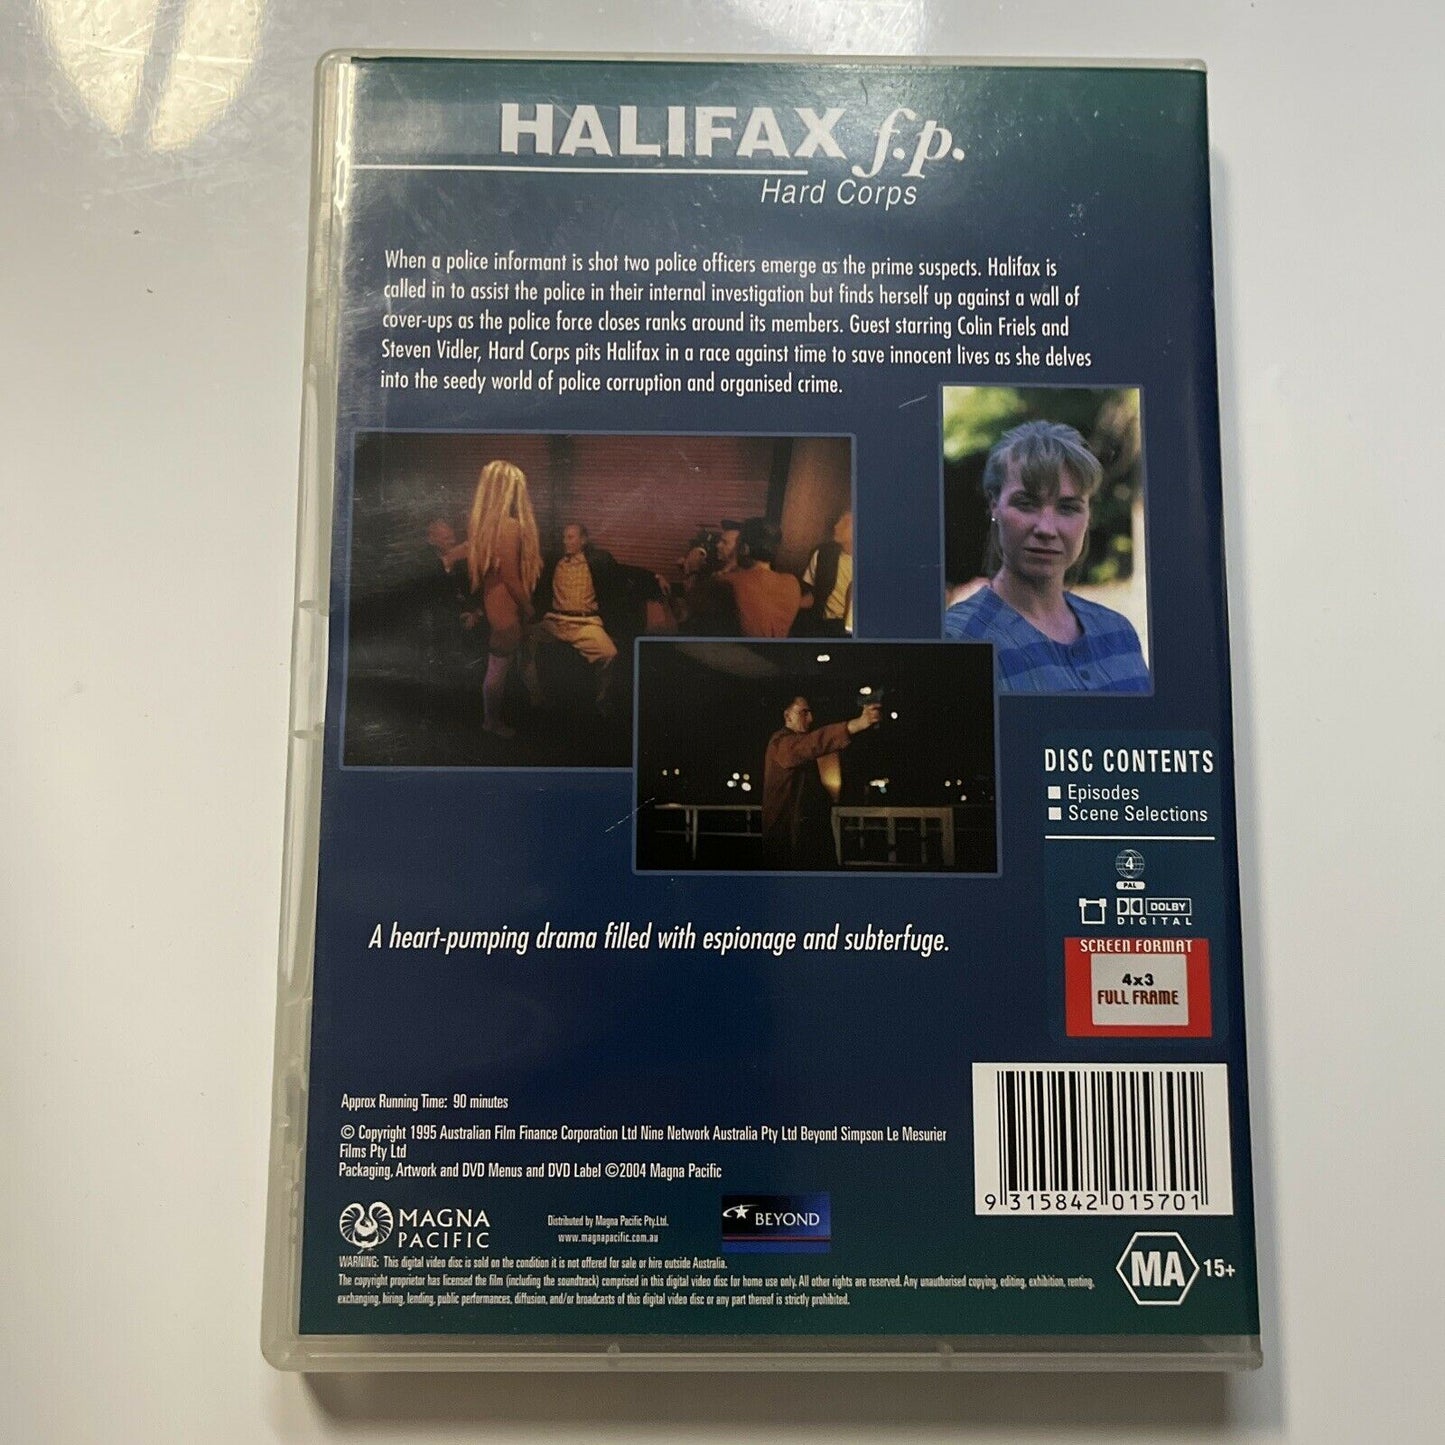 HALIFAX f.p.
Hard Corps
When a police informant is shot two police officers emerge as the prime suspects. Halifax is
called in to assist the police in their internal investigation but finds herself up against a wall of
cover-ups as the police force closes ranks around its members. Guest starring Colin Friels and
Steven Vidler, Hard Corps pits Halifax in a race against time to save innocent lives as she delves
into the seedy world of police corruption and organised crime.
DISC CONTENTS
Episodes
Scene Selections
4
PAL
DOLBY
DIGITAL
SCREEN FORMAT
4x3
FULL FRAME
A heart-pumping drama filled with espionage and subterfuge.
Approx Running Time: 90 minutes
© Copyright 1995 Australian Film Finance Corporation Ltd Nine Network Australia Pty Ltd Beyond Simpson Le Mesurier
Films Pty Ltd
Packaging, Artwork and DVD Menus and DVD Label ©2004 Magna Pacific
9 315842 015701
MAGNA
PACIFIC
Distributed by Magna Pacific Pty.Ltd.
www.magnapacific.com.au
BEYOND
WARNING: This digital video disc is sold on the condition it is not offered for sale or hire outside Australia.
The copyright proprietor has licensed the film (including the soundtrack) comprised in this digital video disc for home use only. All other rights are reserved. Any unauthorised copying, editing, exhibition, renting,
exchanging, hiring, lending, public performances, diffusion, and/or broadcasts of this digital video disc or any part thereof is strictly prohibited.
MA 15+